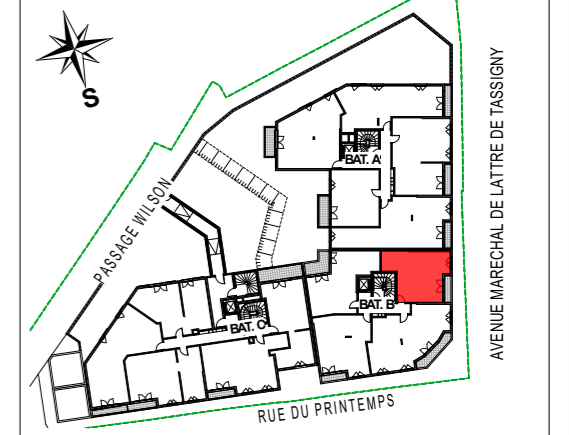 S
AVENUE MARECHAL DE LATTRE DE TASSIGNY
BAT. A
PASSAGE WILSON
BAT. B
BAT. C
RUE DU PRINTEMPS